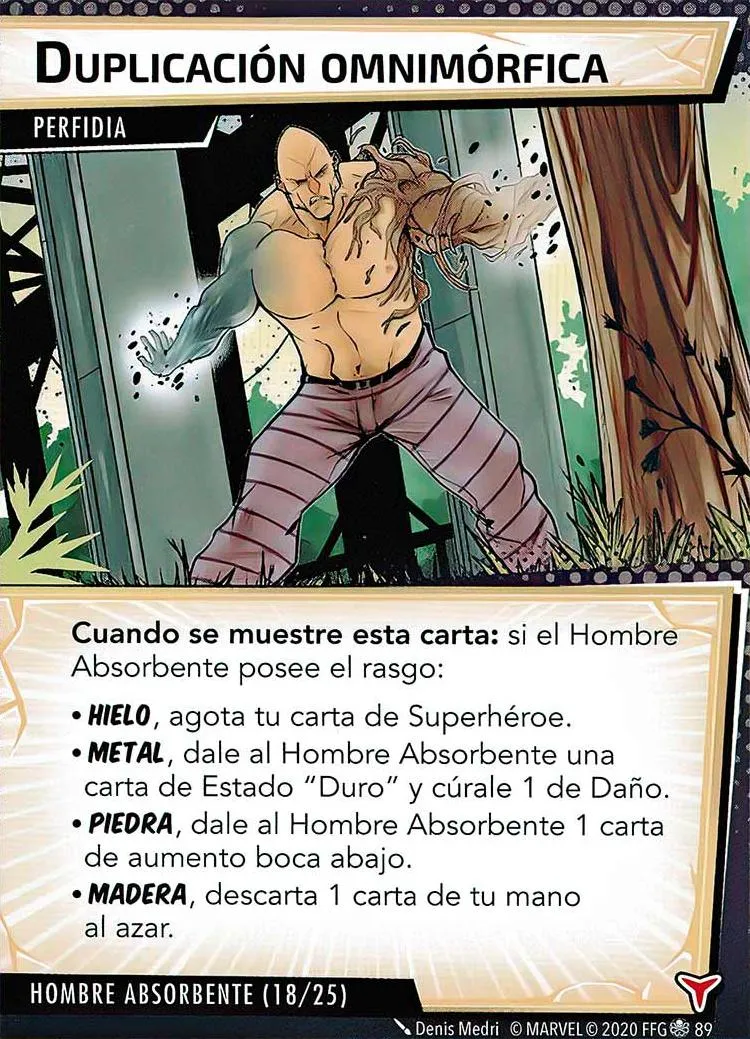 DUPLICACIÓN OMNIMÓRFICA
PERFIDIA
Cuando se muestre esta carta: si el Hombre
Absorbente posee el rasgo:
• HIELO, agota tu carta de Superhéroe.
• METAL, dale al Hombre Absorbente una
carta de Estado “Duro” y cúrale 1 de Daño.
• PIEDRA, dale al Hombre Absorbente 1 carta
de aumento boca abajo.
• MADERA, descarta 1 carta de tu mano
al azar.
HOMBRE ABSORBENTE (18/25)
Denis Medri © MARVEL © 2020 FFG 89